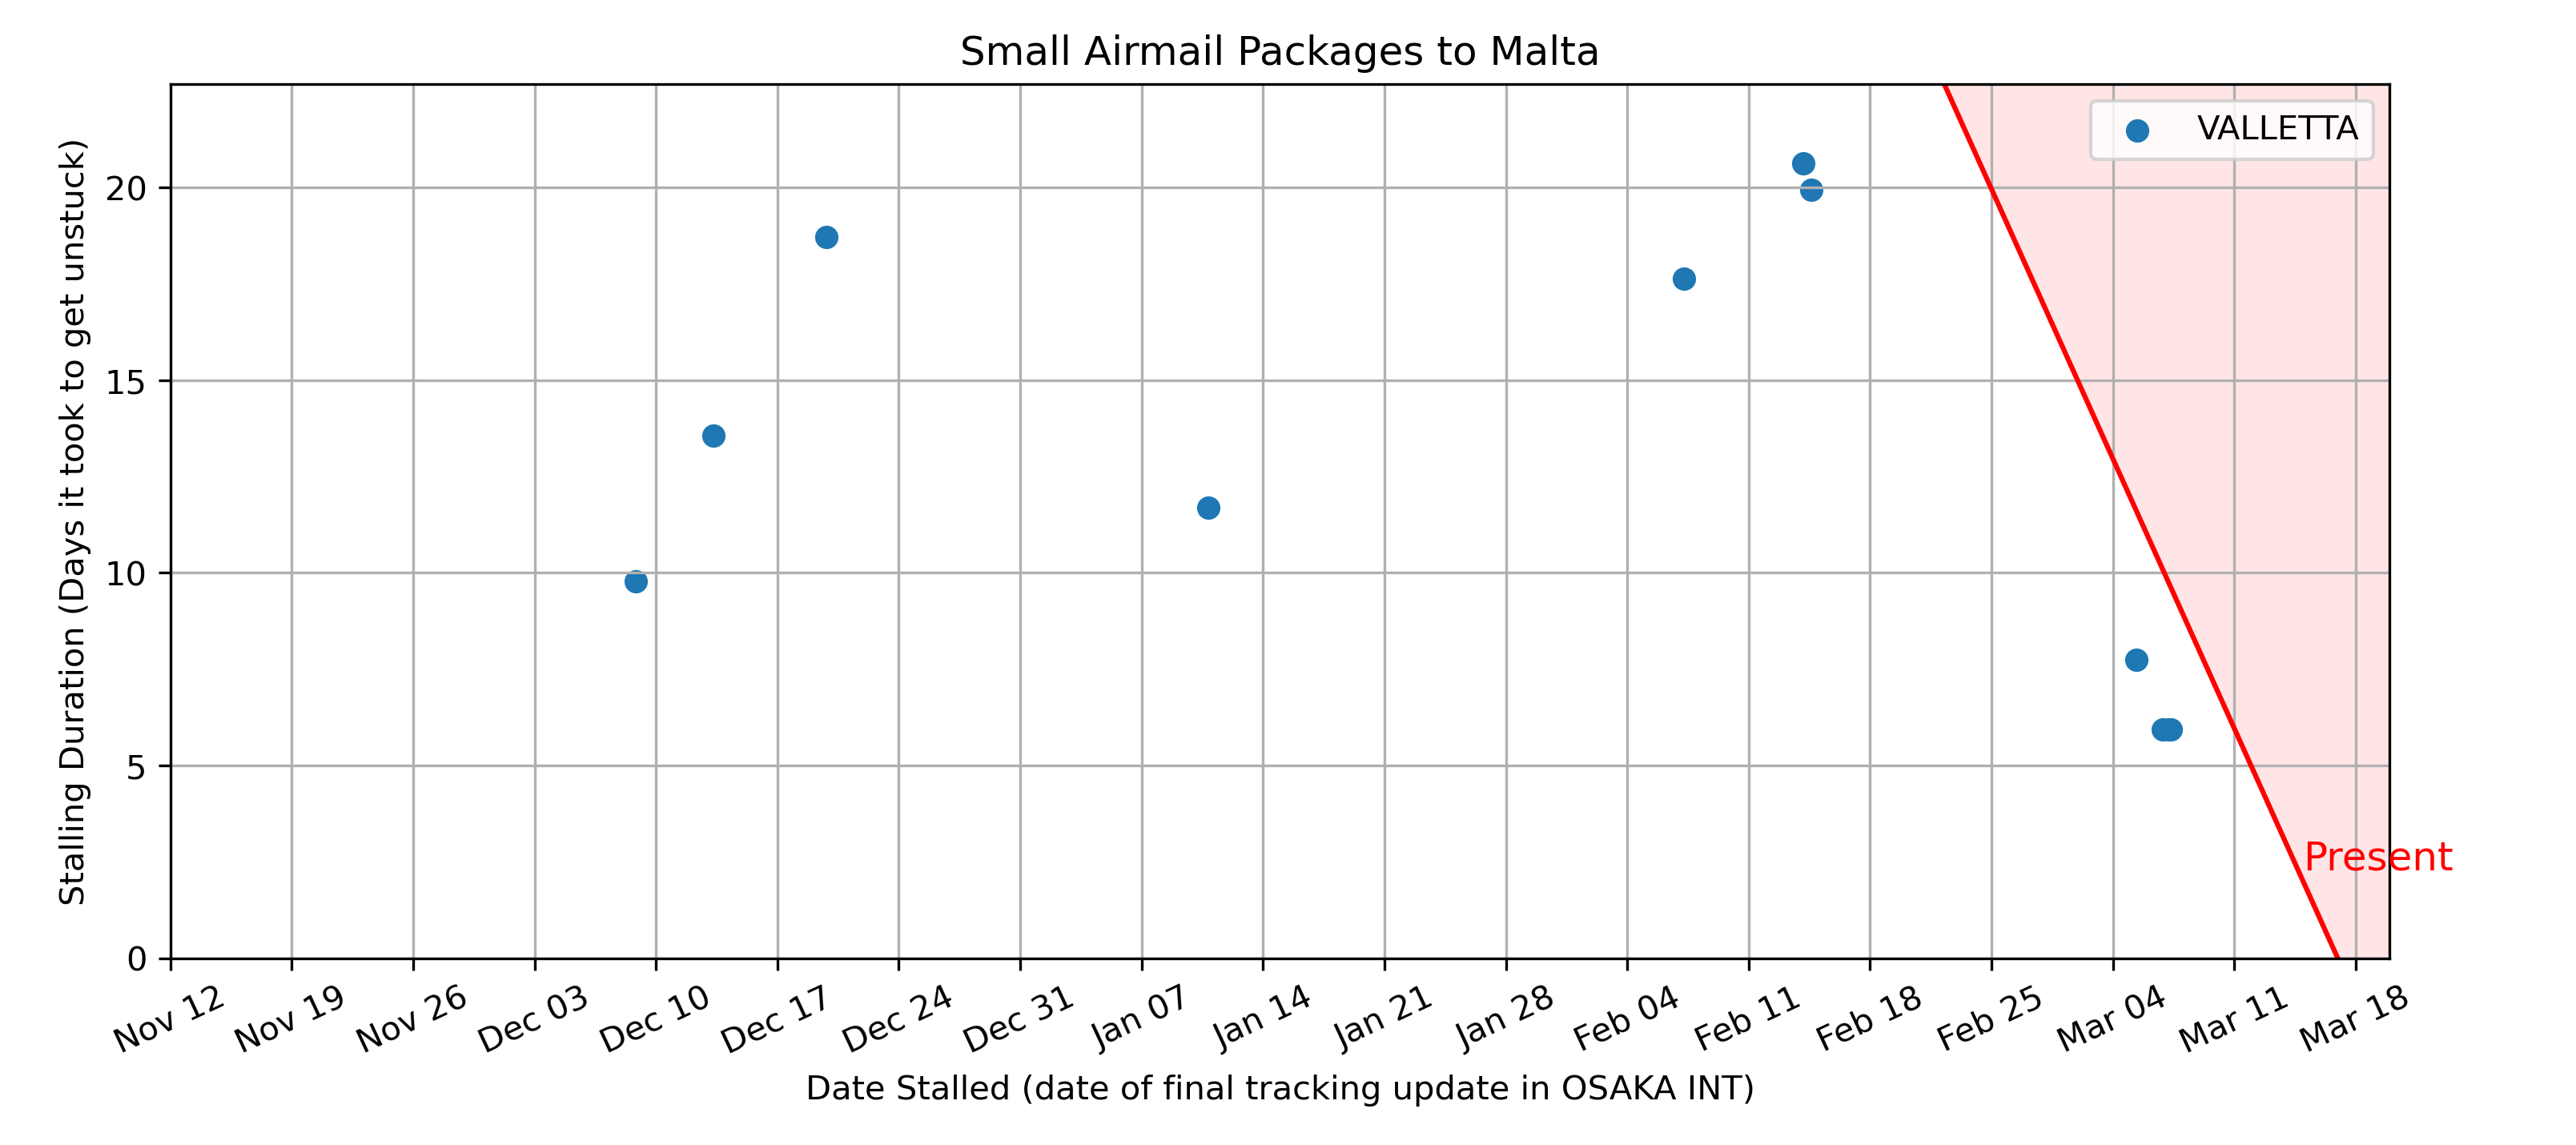 Small Airmail Packages to Malta
VALLETTA
Stalling Duration (Days it took to get unstuck)
20
15
10
5
0
Present
Nov 12
Nov 19
Nov 26
Dec 03
Dec 10
Dec 17
Dec 24
Dec 31
Jan 07
Jan 14
Jan 21
Jan 28
Feb 04
Feb 11
Feb 18
Feb 25
Mar 04
Mar 11
Mar 18
Date Stalled (date of final tracking update in OSAKA INT)